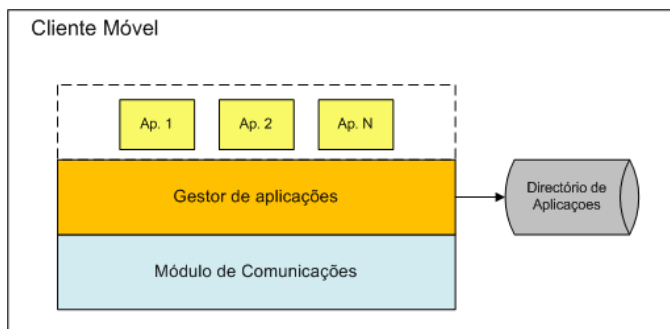 Cliente Móvel
Ap. 1
Ap. 2
Ap. N
Gestor de aplicações
Directório de
Aplicaçoes
Módulo de Comunicações